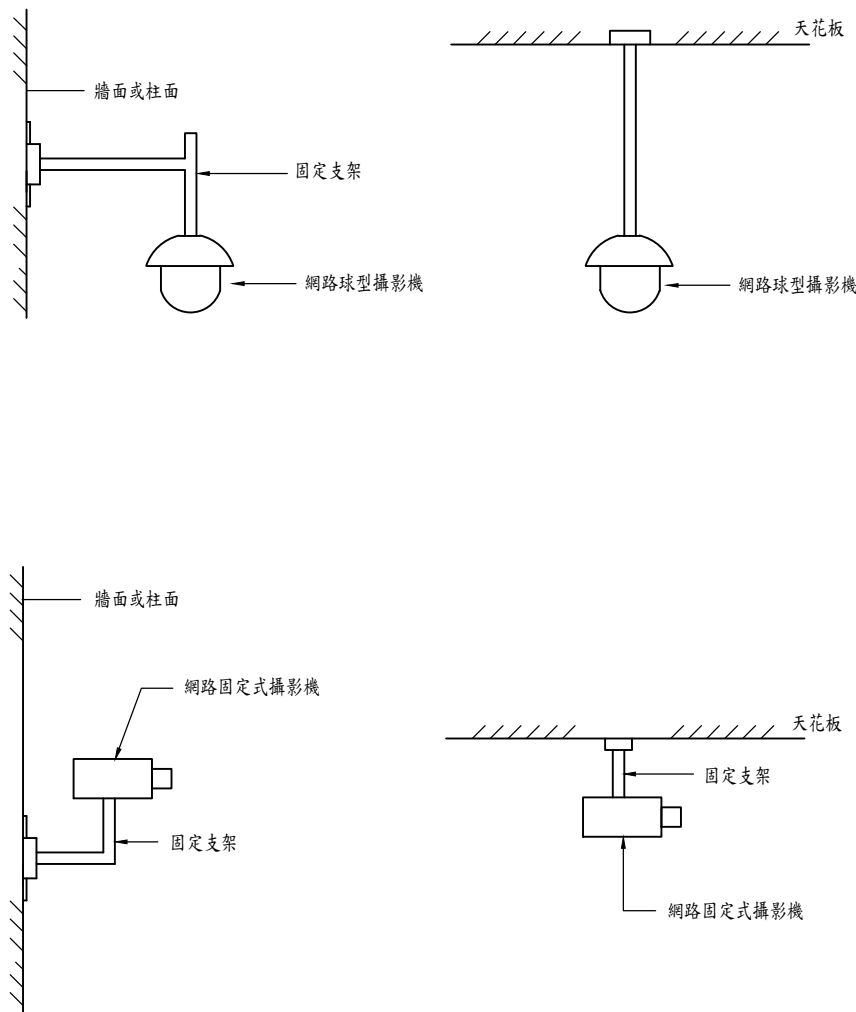 天花板
牆面或柱面
固定支架
網路球型攝影機
網路球型攝影機
牆面或柱面
網路固定式攝影機
天花板
固定支架
固定支架
網路固定式攝影機